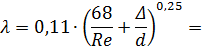 λ = 0,11 · (68/Re + Δ/d)^0,25 =